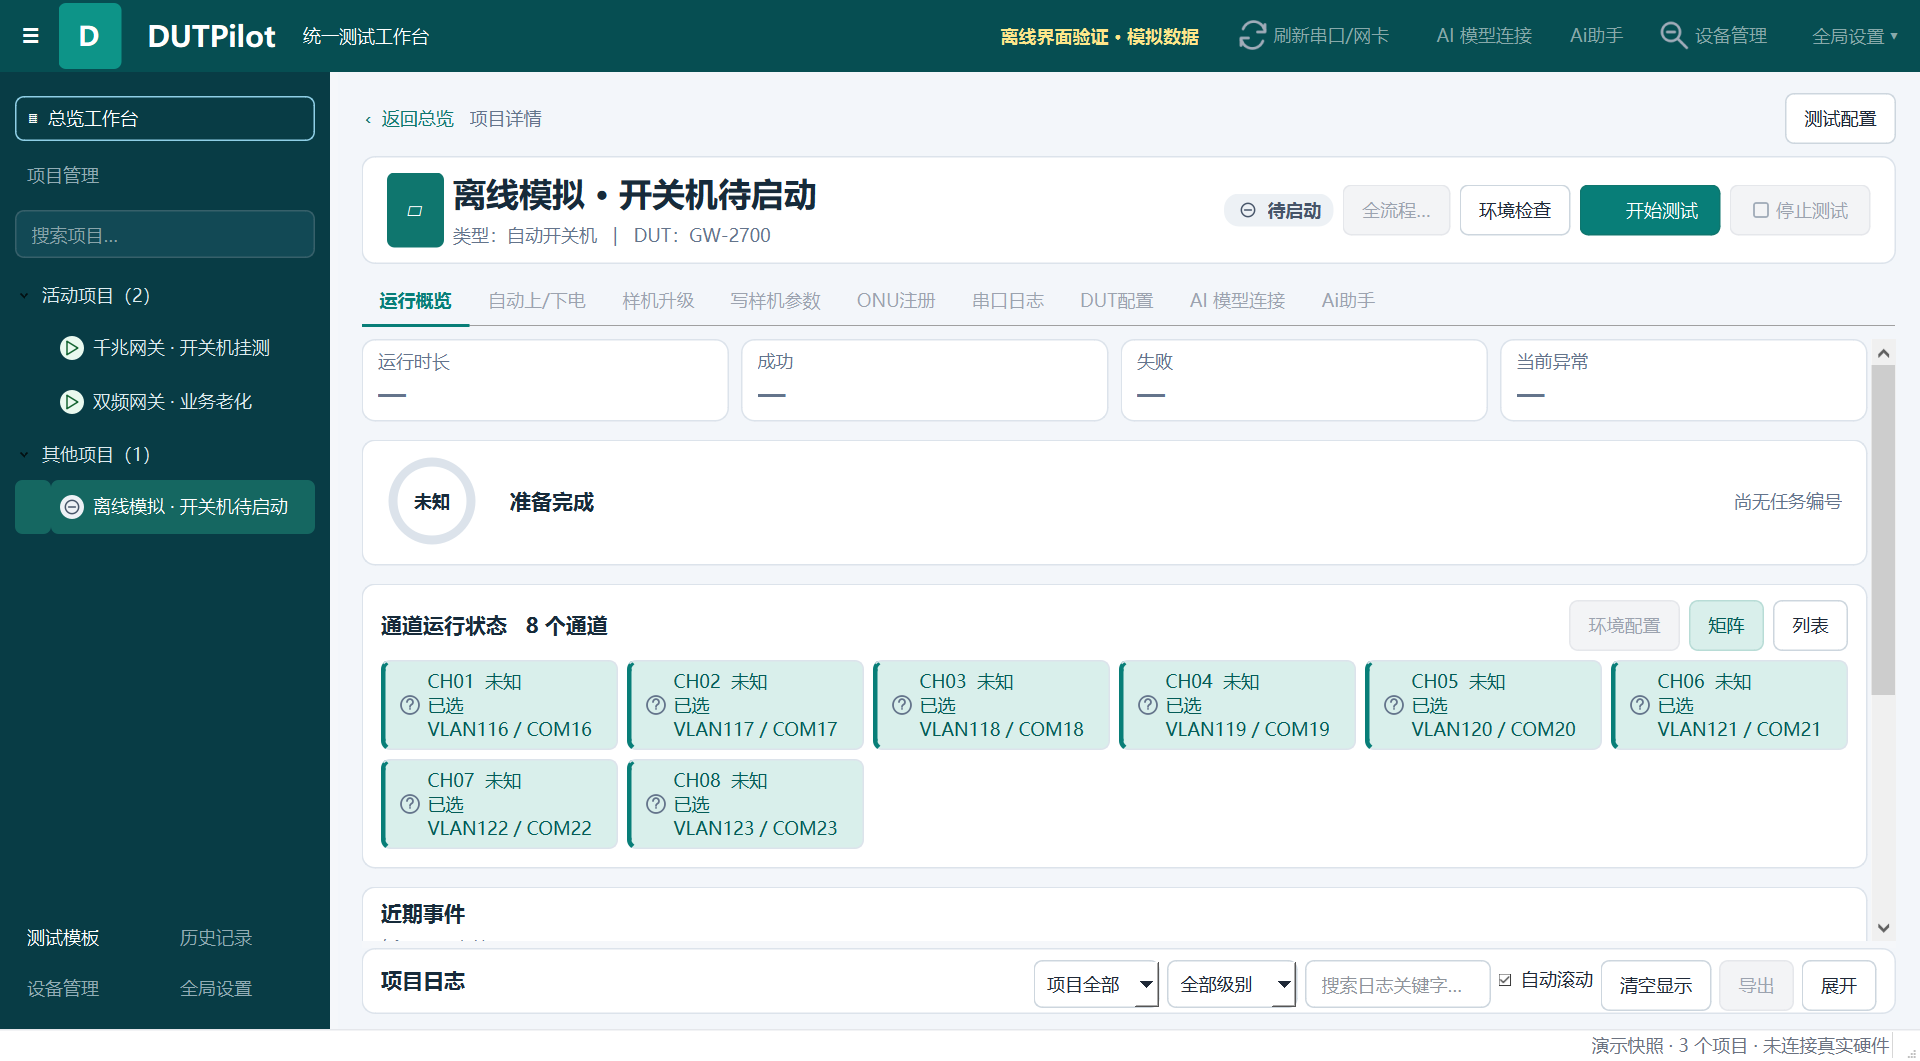 D
DUTPilot
统一测试工作台
离线界面验证 • 模拟数据
刷新串口/网卡
AI 模型连接
Ai助手
设备管理
全局设置
总览工作台
项目管理
搜索项目...
活动项目（2）
千兆网关 · 开关机挂测
双频网关 · 业务老化
其他项目（1）
离线模拟 · 开关机待启动
测试模板
历史记录
设备管理
全局设置
‹ 返回总览
项目详情
测试配置
离线模拟 • 开关机待启动
类型：自动开关机 | DUT：GW-2700
待启动
全流程...
环境检查
开始测试
停止测试
运行概览
自动上/下电
样机升级
写样机参数
ONU注册
串口日志
DUT配置
AI 模型连接
Ai助手
运行时长
—
成功
—
失败
—
当前异常
—
未知
准备完成
尚无任务编号
通道运行状态 8 个通道
环境配置
矩阵
列表
CH01 未知
已选
VLAN116 / COM16
CH02 未知
已选
VLAN117 / COM17
CH03 未知
已选
VLAN118 / COM18
CH04 未知
已选
VLAN119 / COM19
CH05 未知
已选
VLAN120 / COM20
CH06 未知
已选
VLAN121 / COM21
CH07 未知
已选
VLAN122 / COM22
CH08 未知
已选
VLAN123 / COM23
近期事件
项目日志
项目全部
全部级别
搜索日志关键字...
自动滚动
清空显示
导出
展开
演示快照 · 3 个项目 · 未连接真实硬件